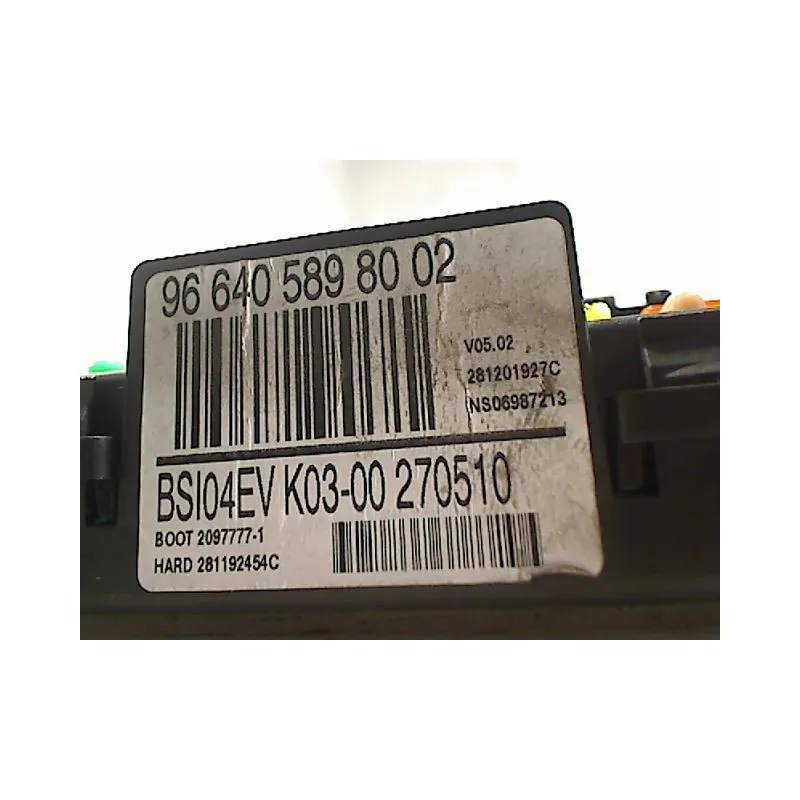 96 640 589 80 02
V05.02
281201927C
NS06987213
BSI04EV K03-00 270510
BOOT 2097777-1
HARD 281192454C